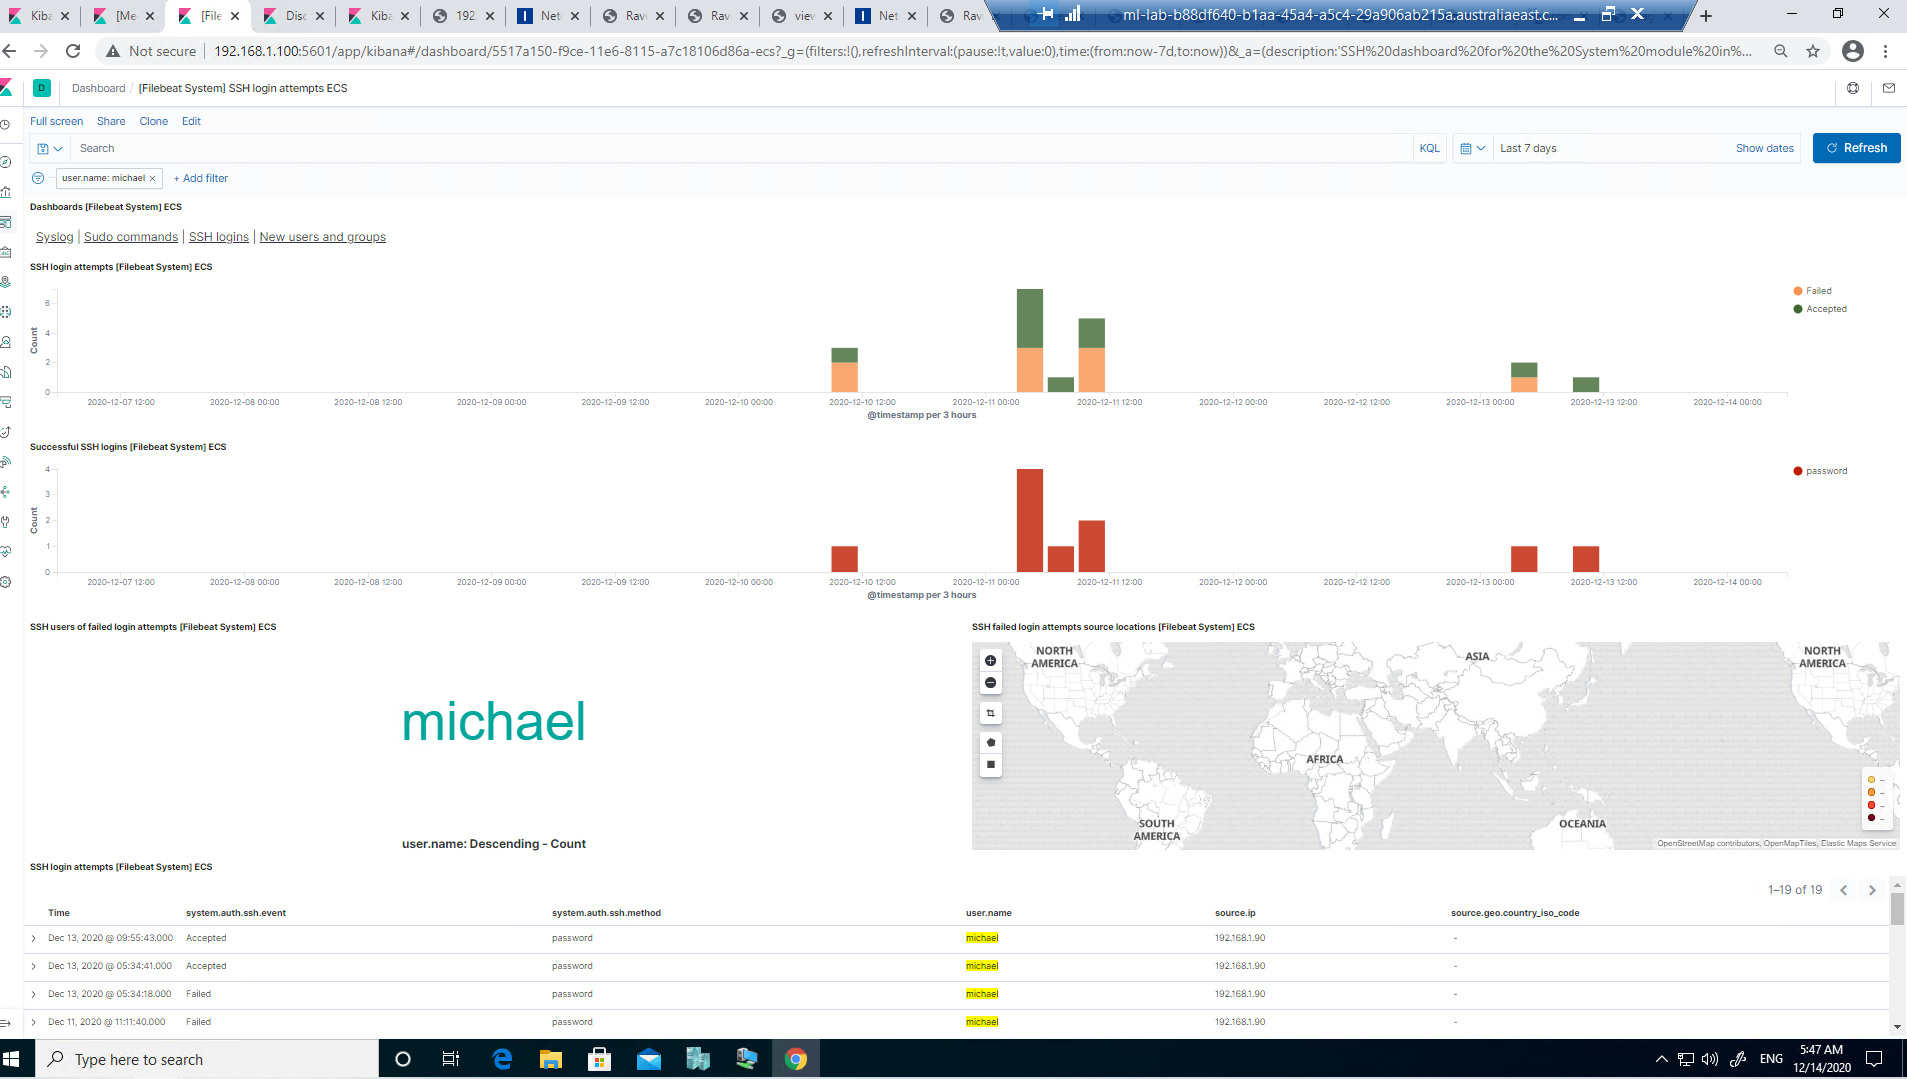 Kiba
[Me
[File
Disc
Kiba
192
Net
Rav
Rav
view
Net
Rav
ml-lab-b88df640-b1aa-45a4-a5c4-29a906ab215a.australiaeast.c...
Not secure
192.168.1.100:5601/app/kibana#/dashboard/5517a150-f9ce-11e6-8115-a7c18106d86a-ecs?_g=(filters:!(),refreshInterval:(pause:!t,value:0),time:(from:now-7d,to:now))&_a=(description:'SSH%20dashboard%20for%20the%20System%20module%20in%...
D
Dashboard / [Filebeat System] SSH login attempts ECS
Full screen Share Clone Edit
Search
KQL
Last 7 days
Show dates
Refresh
user.name: michael ×
+ Add filter
Dashboards [Filebeat System] ECS
Syslog | Sudo commands | SSH logins | New users and groups
SSH login attempts [Filebeat System] ECS
Count
6
4
2
0
2020-12-07 12:00 2020-12-08 00:00 2020-12-08 12:00 2020-12-09 00:00 2020-12-09 12:00 2020-12-10 00:00 2020-12-10 12:00 2020-12-11 00:00 2020-12-11 12:00 2020-12-12 00:00 2020-12-12 12:00 2020-12-13 00:00 2020-12-13 12:00 2020-12-14 00:00
@timestamp per 3 hours
Failed
Accepted
Successful SSH logins [Filebeat System] ECS
Count
4
3
2
1
0
2020-12-07 12:00 2020-12-08 00:00 2020-12-08 12:00 2020-12-09 00:00 2020-12-09 12:00 2020-12-10 00:00 2020-12-10 12:00 2020-12-11 00:00 2020-12-11 12:00 2020-12-12 00:00 2020-12-12 12:00 2020-12-13 00:00 2020-12-13 12:00 2020-12-14 00:00
@timestamp per 3 hours
password
SSH users of failed login attempts [Filebeat System] ECS
michael
user.name: Descending - Count
SSH failed login attempts source locations [Filebeat System] ECS
NORTH
AMERICA
ASIA
NORTH
AMERICA
AFRICA
SOUTH
AMERICA
OCEANIA
OpenStreetMap contributors, OpenMapTiles, Elastic Maps Service
SSH login attempts [Filebeat System] ECS
1–19 of 19
Time system.auth.ssh.event system.auth.ssh.method user.name source.ip source.geo.country_iso_code
Dec 13, 2020 @ 09:55:43.000 Accepted password michael 192.168.1.90 -
Dec 13, 2020 @ 05:34:41.000 Accepted password michael 192.168.1.90 -
Dec 13, 2020 @ 05:34:18.000 Failed password michael 192.168.1.90 -
Dec 11, 2020 @ 11:11:40.000 Failed password michael 192.168.1.90 -
Type here to search
ENG
5:47 AM
12/14/2020